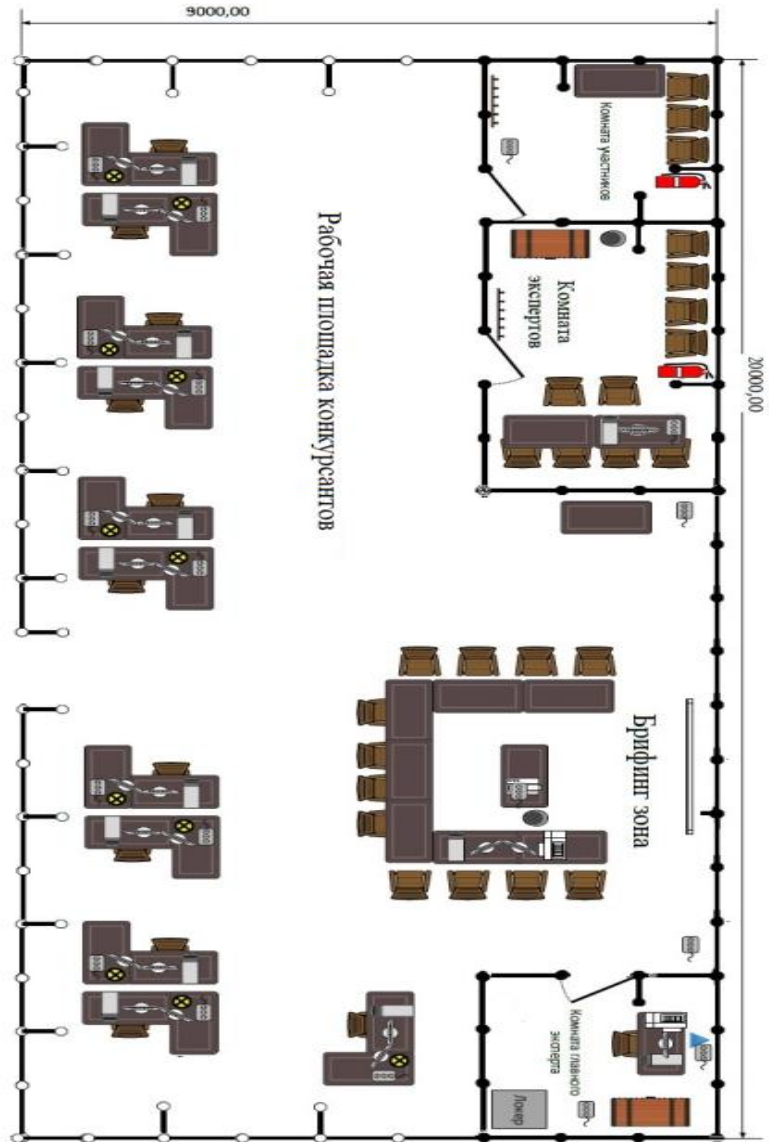 9000,00
20000,00
Комната участников
Комната
экспертов
Рабочая площадка конкурсантов
Брифинг зона
Комната главного
эксперта
Локер